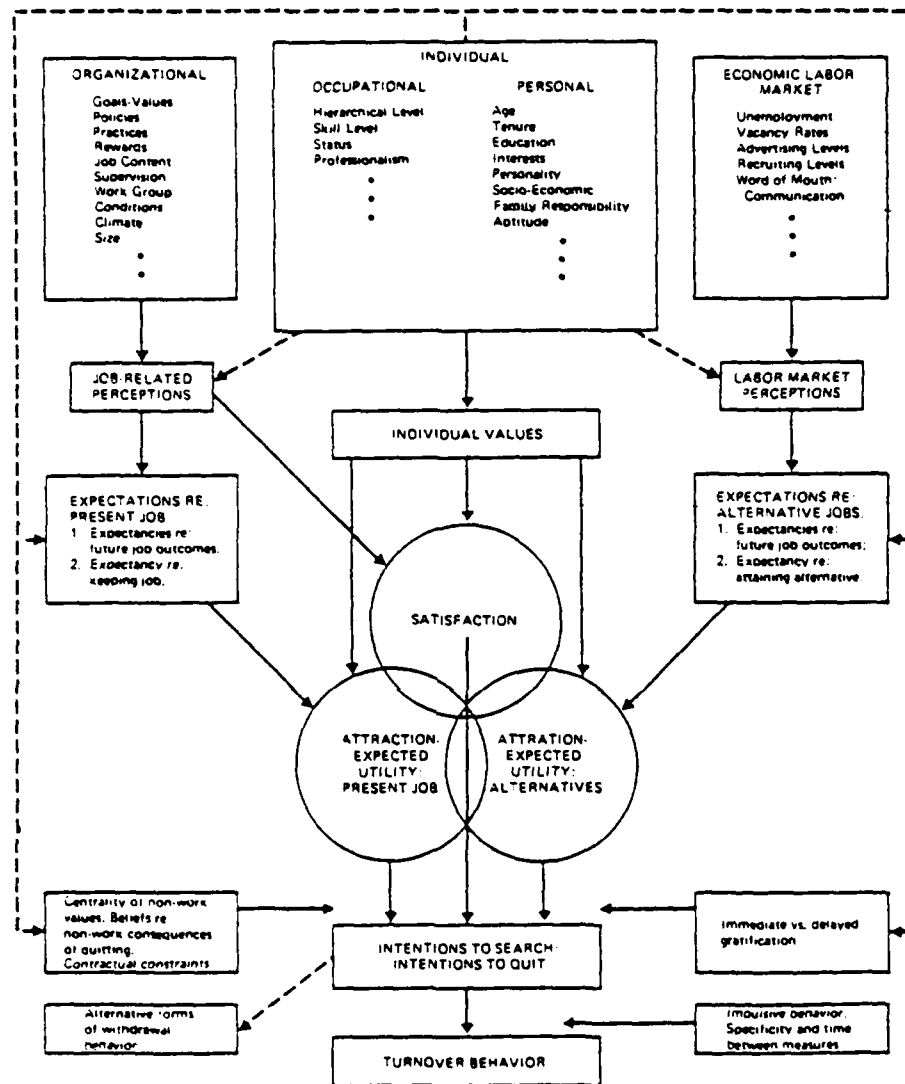 INDIVIDUAL
ORGANIZATIONAL
Goals-Values
Policies
Practices
Rewards
Job Content
Supervision
Work Group
Conditions
Climate
Size
OCCUPATIONAL
Hierarchical Level
Skill Level
Status
Professionalism
PERSONAL
Age
Tenure
Education
Interests
Personality
Socio-Economic
Family Responsibility
Aptitude
ECONOMIC LABOR
MARKET
Unemployment
Vacancy Rates
Advertising Levels
Recruiting Levels
Word of Mouth
Communication
JOB-RELATED
PERCEPTIONS
LABOR MARKET
PERCEPTIONS
INDIVIDUAL VALUES
EXPECTATIONS RE:
PRESENT JOB
1. Expectancies re:
future job outcomes.
2. Expectancy re:
keeping job.
EXPECTATIONS RE:
ALTERNATIVE JOBS.
1. Expectancies re:
future job outcomes;
2. Expectancy re:
attaining alternative.
SATISFACTION
ATTRACTION-
EXPECTED
UTILITY:
PRESENT JOB
ATTRATION-
EXPECTED
UTILITY:
ALTERNATIVES
Centrality of non-work
values. Beliefs re
non-work consequences
of quitting.
Contractual constraints
INTENTIONS TO SEARCH-
INTENTIONS TO QUIT
Immediate vs. delayed
gratification
Alternative forms
of withdrawal
behavior
TURNOVER BEHAVIOR
Impulsive behavior.
Specificity and time
between measures